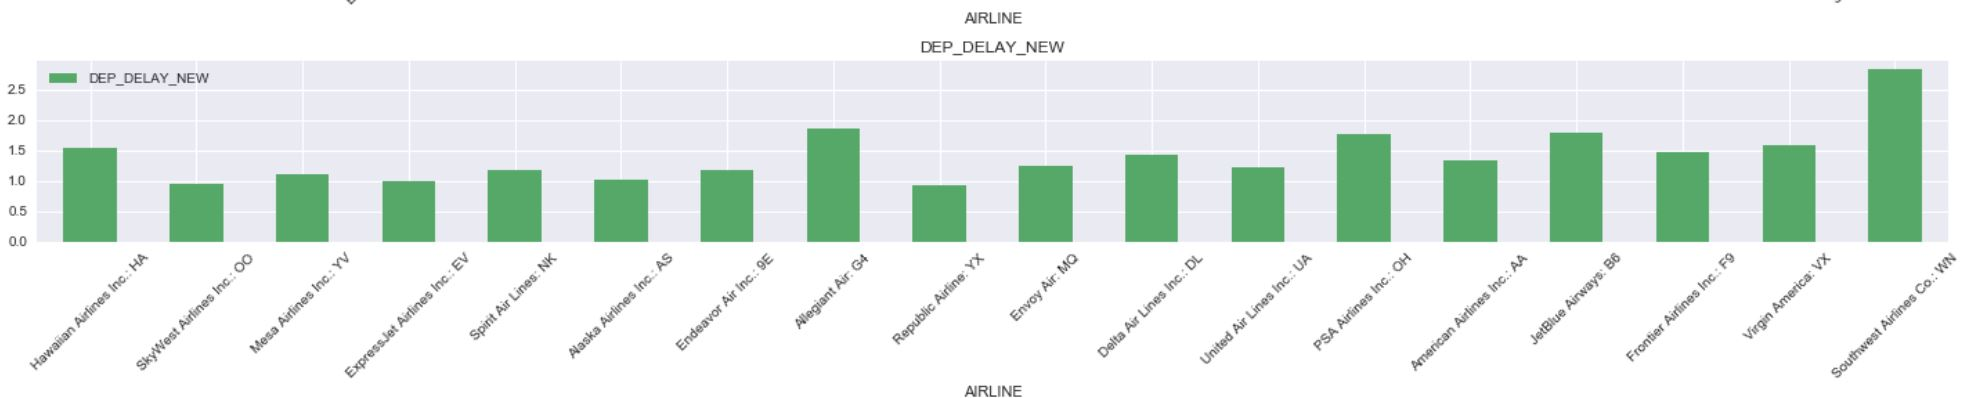 AIRLINE
DEP_DELAY_NEW
DEP_DELAY_NEW
2.5
2.0
1.5
1.0
0.5
0.0
Hawaiian Airlines Inc.: HA
SkyWest Airlines Inc.: OO
Mesa Airlines Inc.: YV
ExpressJet Airlines Inc.: EV
Spirit Air Lines: NK
Alaska Airlines Inc.: AS
Endeavor Air Inc.: 9E
Allegiant Air: G4
Republic Airline: YX
Envoy Air: MQ
Delta Air Lines Inc.: DL
United Air Lines Inc.: UA
PSA Airlines Inc.: OH
American Airlines Inc.: AA
JetBlue Airways: B6
Frontier Airlines Inc.: F9
Virgin America: VX
Southwest Airlines Co.: WN
AIRLINE